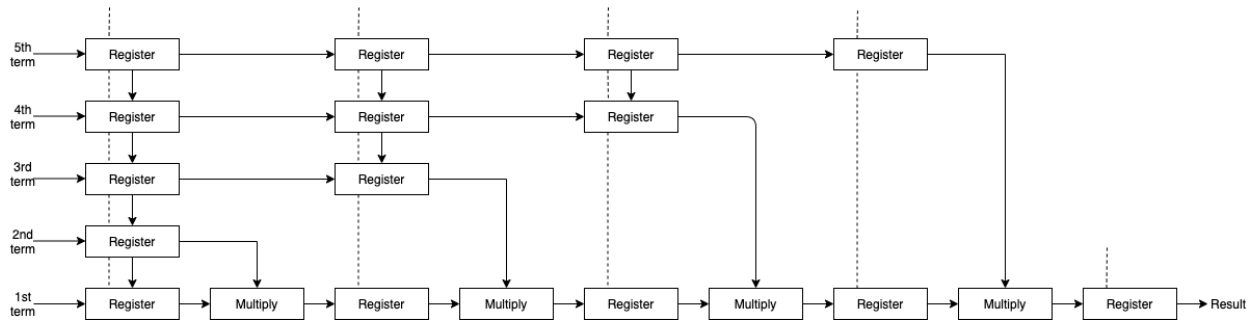 5th
term
Register
Register
Register
Register
4th
term
Register
Register
Register
3rd
term
Register
Register
2nd
term
Register
1st
term
Register
Multiply
Register
Multiply
Register
Multiply
Register
Multiply
Register
Result